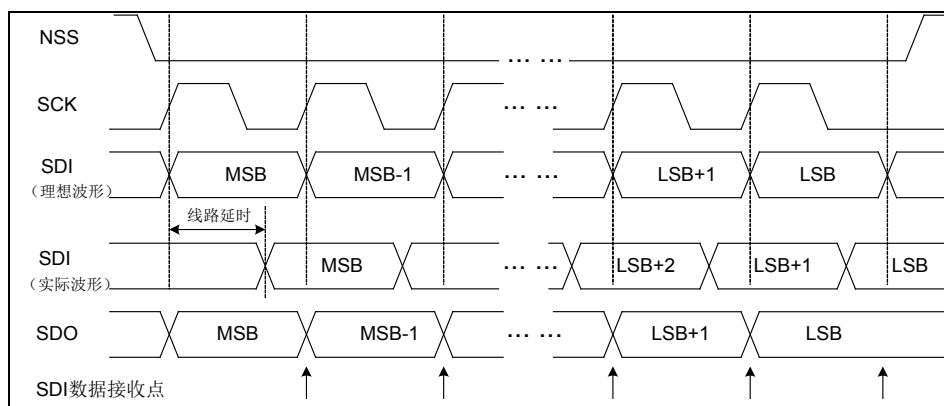 NSS
... ...
SCK
... ...
SDI
（理想波形）
MSB
MSB-1
... ...
LSB+1
LSB
线路延时
SDI
（实际波形）
MSB
... ...
LSB+2
LSB+1
LSB
SDO
MSB
MSB-1
... ...
LSB+1
LSB
SDI数据接收点